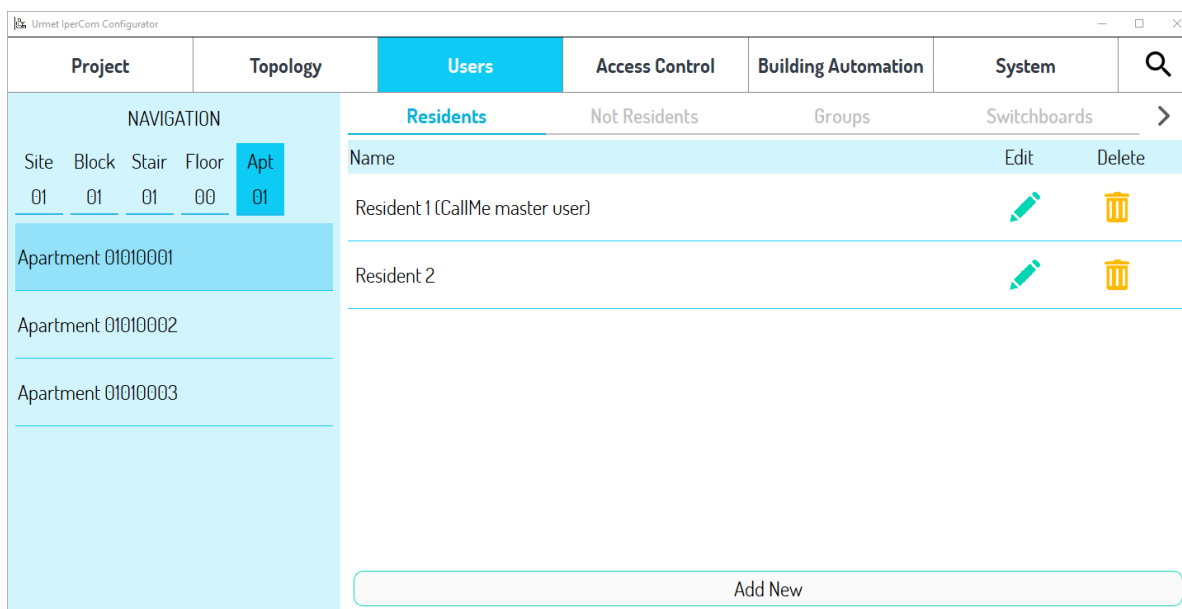 Urmet IperCom Configurator
Project Topology Users Access Control Building Automation System
NAVIGATION
Site Block Stair Floor Apt
01 01 01 00 01
Apartment 01010001
Apartment 01010002
Apartment 01010003
Residents Not Residents Groups Switchboards
Name Edit Delete
Resident 1 (CallMe master user)
Resident 2
Add New